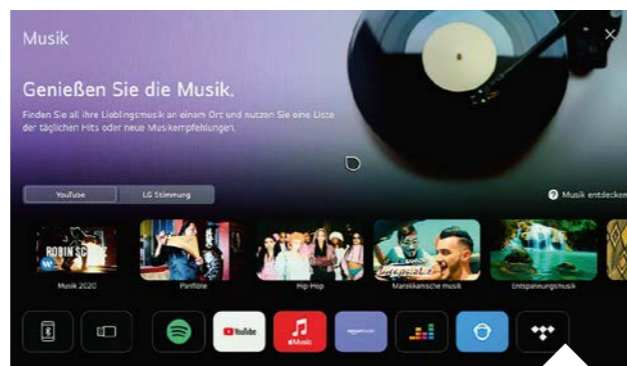 Musik
Genießen Sie die Musik.
Finden Sie all ihre Lieblingsmusik an einem Ort und nutzen Sie eine Liste
der täglichen Hits oder neue Musikempfehlungen.
YouTube
LG Stimmung
? Musik entdecken
ROBIN SCHULZ
Musik 2020
Panflöte
Hip-Hop
Marokkanische musik
Entspannungsmusik
YouTube
Music
amazon music